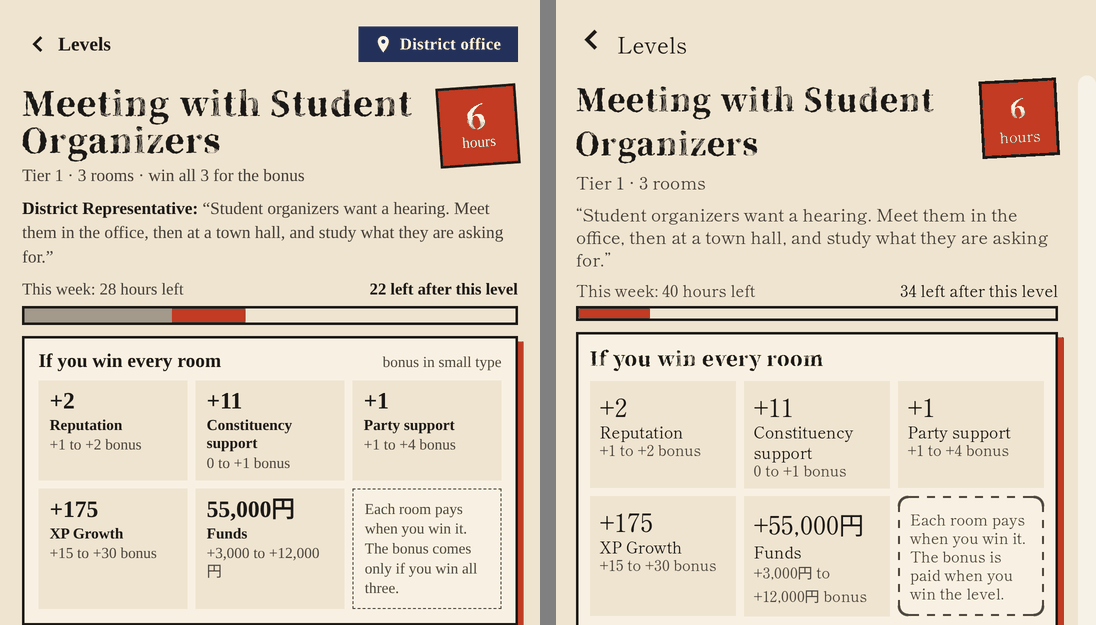 Levels
District office
Meeting with Student
Organizers
6
hours
Tier 1 · 3 rooms · win all 3 for the bonus
District Representative: “Student organizers want a hearing. Meet
them in the office, then at a town hall, and study what they are asking
for.”
This week: 28 hours left
22 left after this level
If you win every room
bonus in small type
+2
Reputation
+1 to +2 bonus
+11
Constituency
support
0 to +1 bonus
+1
Party support
+1 to +4 bonus
+175
XP Growth
+15 to +30 bonus
55,000円
Funds
+3,000 to +12,000
円
Each room pays
when you win it.
The bonus comes
only if you win all
three.
Levels
Meeting with Student
Organizers
6
hours
Tier 1 · 3 rooms
“Student organizers want a hearing. Meet them in the
office, then at a town hall, and study what they are asking
for.”
This week: 40 hours left
34 left after this level
If you win every room
+2
Reputation
+1 to +2 bonus
+11
Constituency
support
0 to +1 bonus
+1
Party support
+1 to +4 bonus
+175
XP Growth
+15 to +30 bonus
+55,000円
Funds
+3,000円 to
+12,000円 bonus
Each room pays
when you win it.
The bonus is
paid when you
win the level.